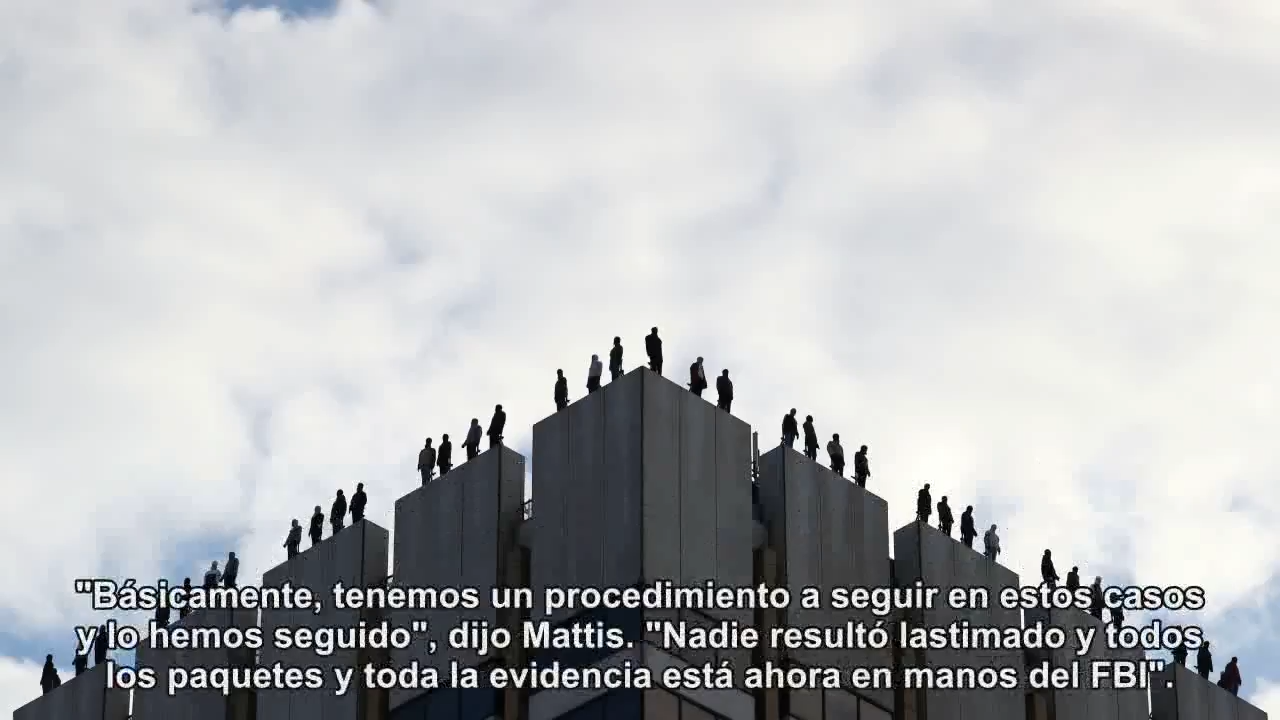 "Básicamente, tenemos un procedimiento a seguir en estos casos
y lo hemos seguido", dijo Mattis. "Nadie resultó lastimado y todos
los paquetes y toda la evidencia está ahora en manos del FBI".